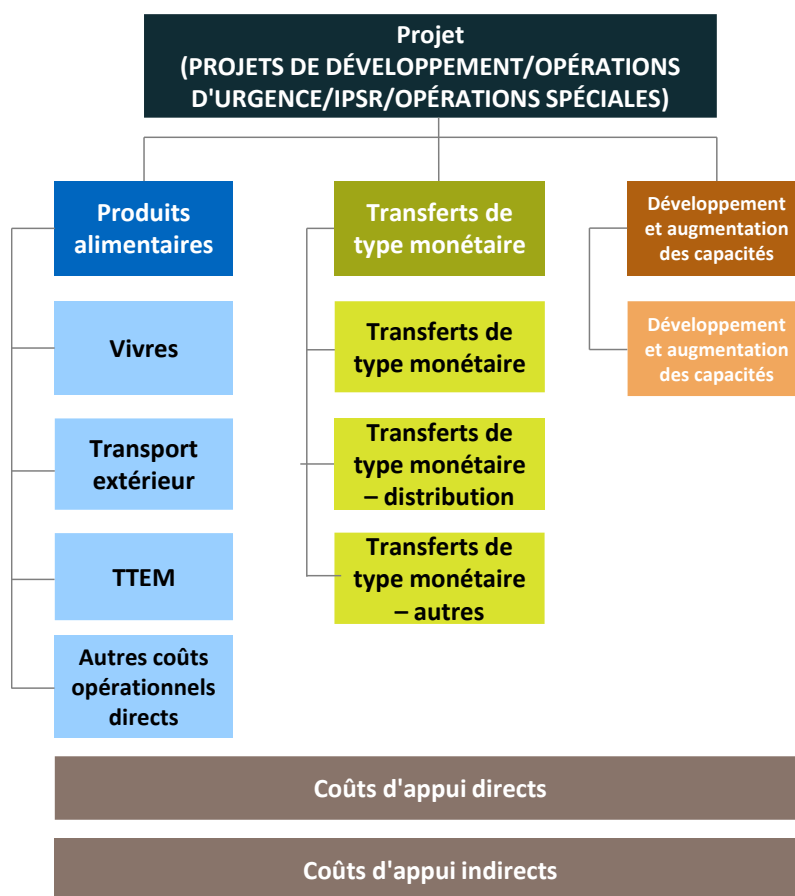 Projet
(PROJETS DE DÉVELOPPEMENT/OPÉRATIONS
D'URGENCE/IPSR/OPÉRATIONS SPÉCIALES)
Produits
alimentaires
Transferts de
type monétaire
Développement
et augmentation
des capacités
Vivres
Transferts de
type monétaire
Développement
et augmentation
des capacités
Transport
extérieur
Transferts de
type monétaire
– distribution
TTEM
Transferts de
type monétaire
– autres
Autres coûts
opérationnels
directs
Coûts d'appui directs
Coûts d'appui indirects